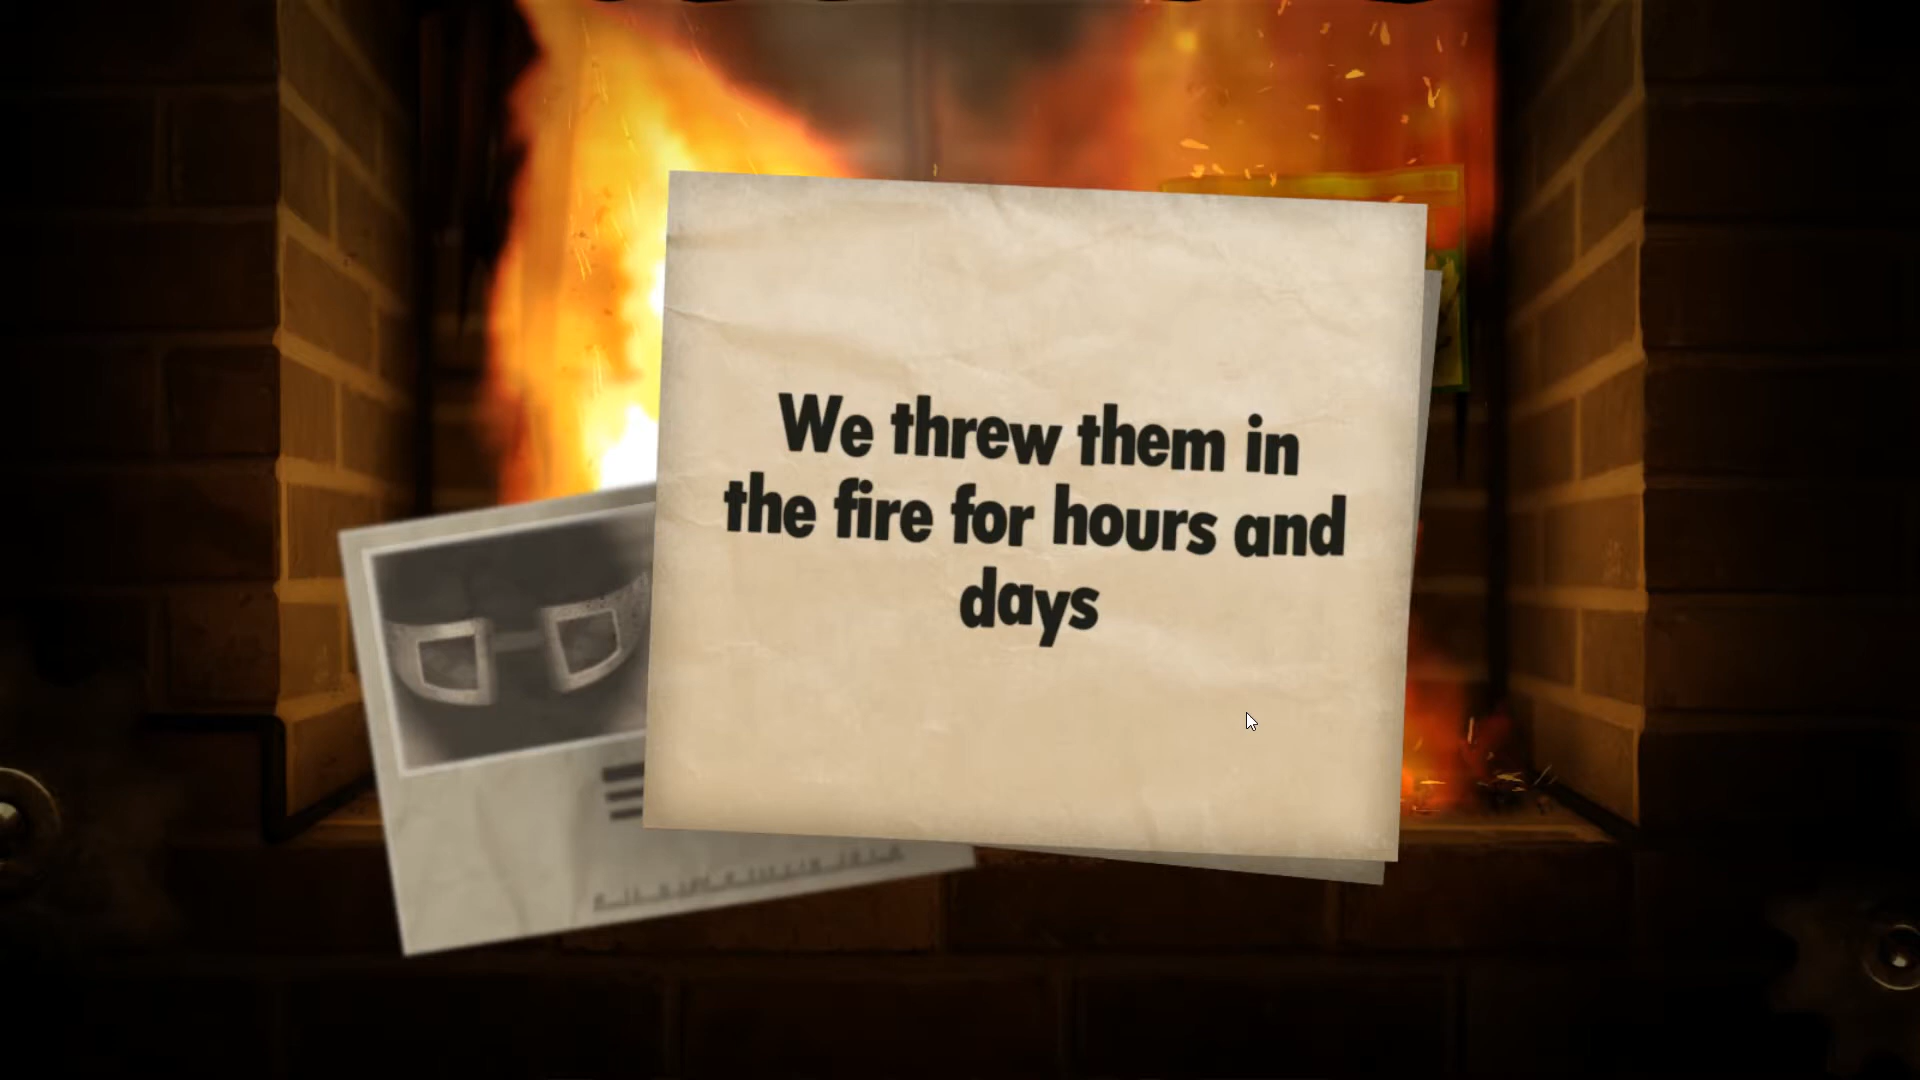 We threw them in
the fire for hours and
days